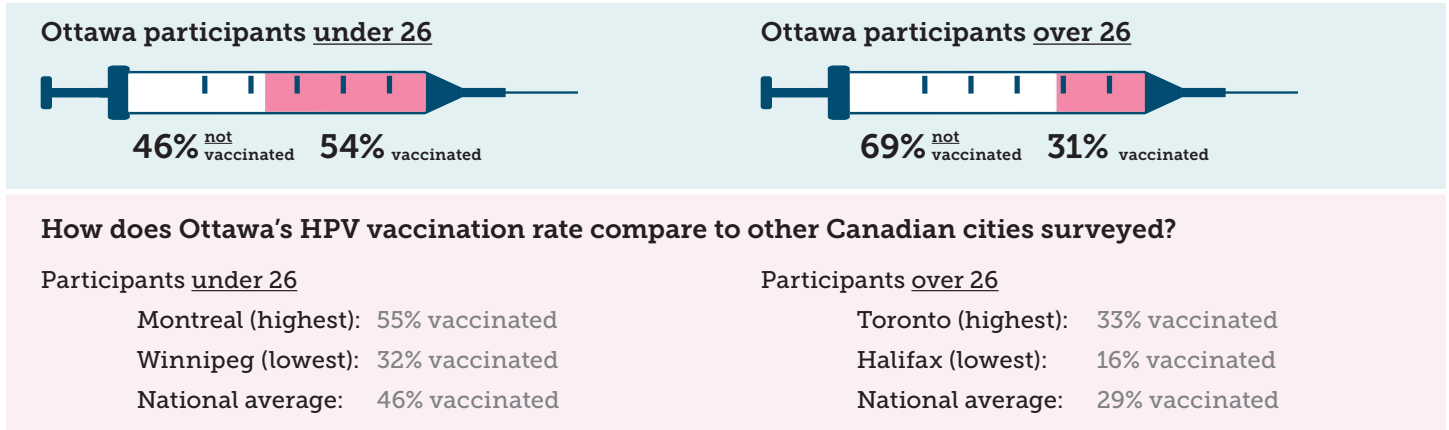 Ottawa participants under 26
46% not vaccinated 54% vaccinated
Ottawa participants over 26
69% not vaccinated 31% vaccinated
How does Ottawa’s HPV vaccination rate compare to other Canadian cities surveyed?
Participants under 26
Montreal (highest): 55% vaccinated
Winnipeg (lowest): 32% vaccinated
National average: 46% vaccinated
Participants over 26
Toronto (highest): 33% vaccinated
Halifax (lowest): 16% vaccinated
National average: 29% vaccinated